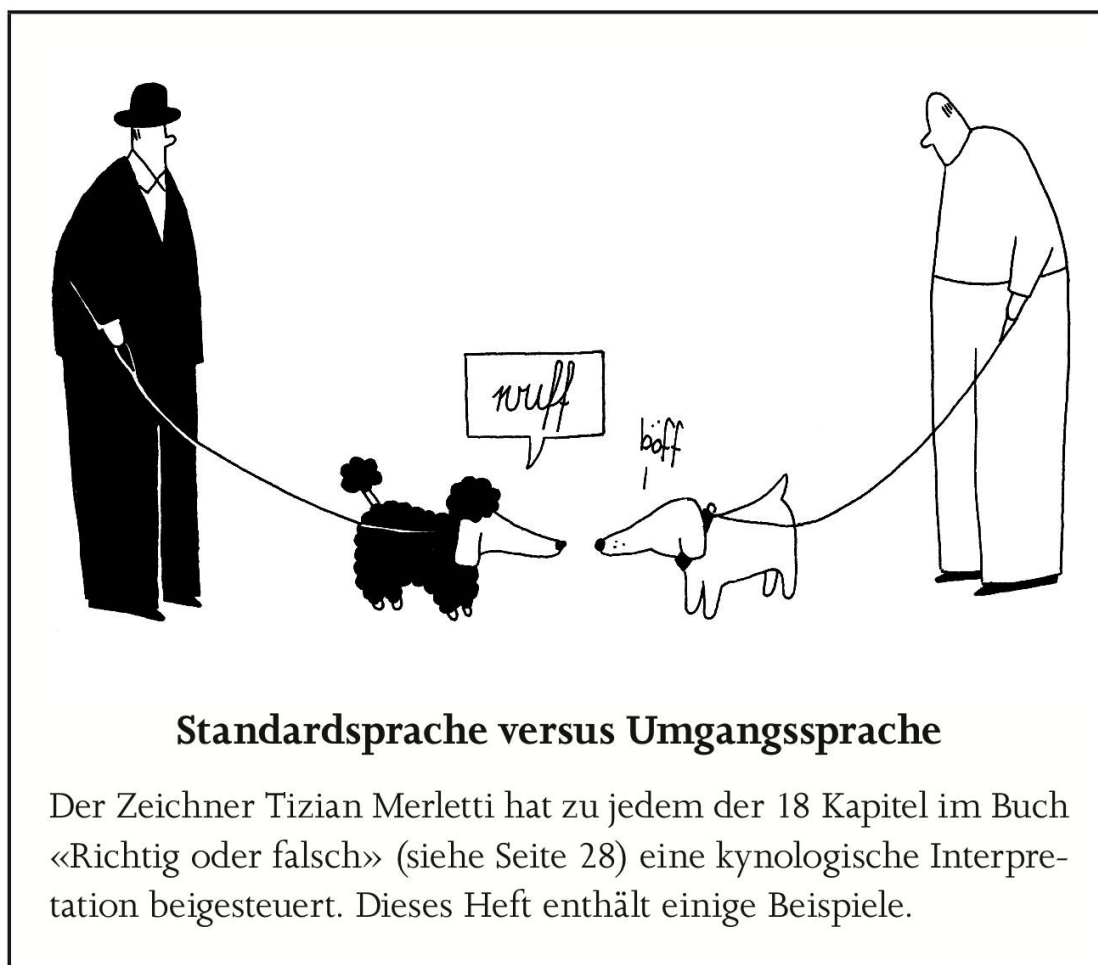 wuff
böff
Standardsprache versus Umgangssprache
Der Zeichner Tizian Merletti hat zu jedem der 18 Kapitel im Buch
«Richtig oder falsch» (siehe Seite 28) eine kynologische Interpre-
tation beigesteuert. Dieses Heft enthält einige Beispiele.